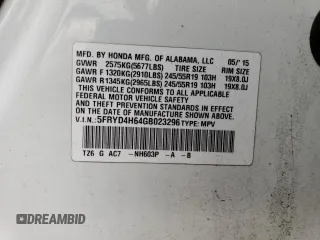 MFD. BY HONDA MFG. OF ALABAMA, LLC 05/'15
GVWR 2575KG(5677LBS) TIRE SIZE RIM SIZE
GAWR F 1320KG(2910LBS) 245/55R19 103H 19X8.0J
GAWR R 1345KG(2965LBS) 245/55R19 103H 19X8.0J
THIS VEHICLE CONFORMS TO ALL APPLICABLE
FEDERAL MOTOR VEHICLE SAFETY AND
THEFT PREVENTION STANDARDS IN EFFECT ON
THE DATE OF MANUFACTURE SHOWN ABOVE.
V.I.N.: 5FRYD4H64GB023296 TYPE: MPV
T26 G AC7 -NH603P -A -B
AutoHelperBot.com